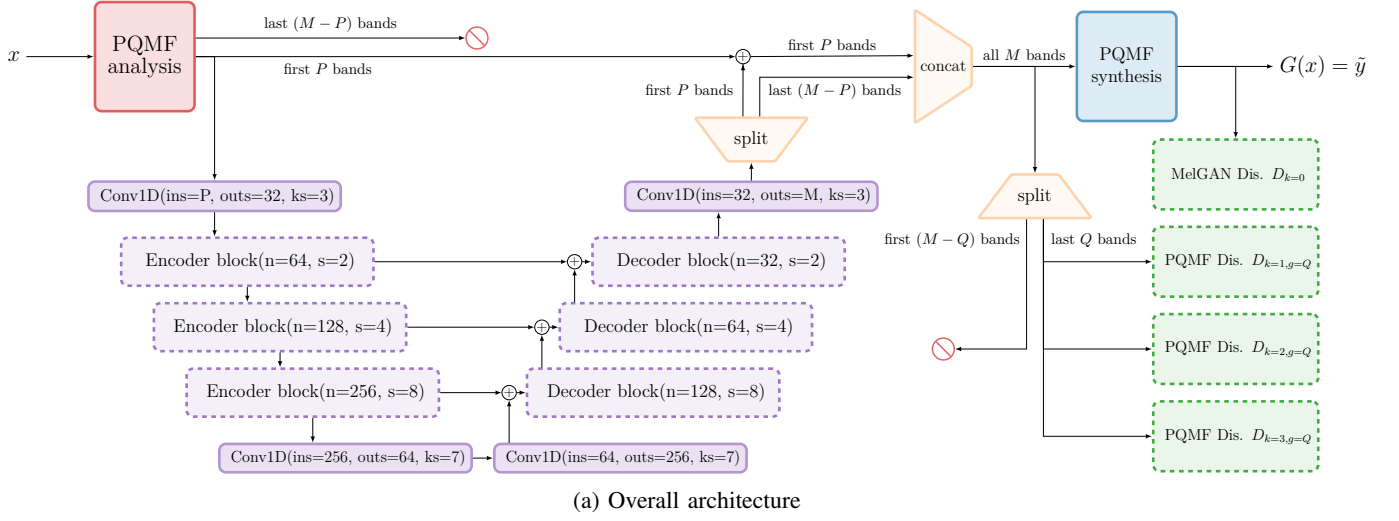 x
PQMF
analysis
last (M − P) bands
first P bands
first P bands
last (M − P) bands
first P bands
concat
all M bands
PQMF
synthesis
G(x) = ỹ
split
Conv1D(ins=P, outs=32, ks=3)
Conv1D(ins=32, outs=M, ks=3)
split
MelGAN Dis. D_{k=0}
first (M − Q) bands
last Q bands
Encoder block(n=64, s=2)
Decoder block(n=32, s=2)
PQMF Dis. D_{k=1,g=Q}
Encoder block(n=128, s=4)
Decoder block(n=64, s=4)
PQMF Dis. D_{k=2,g=Q}
Encoder block(n=256, s=8)
Decoder block(n=128, s=8)
PQMF Dis. D_{k=3,g=Q}
Conv1D(ins=256, outs=64, ks=7)
Conv1D(ins=64, outs=256, ks=7)
(a) Overall architecture